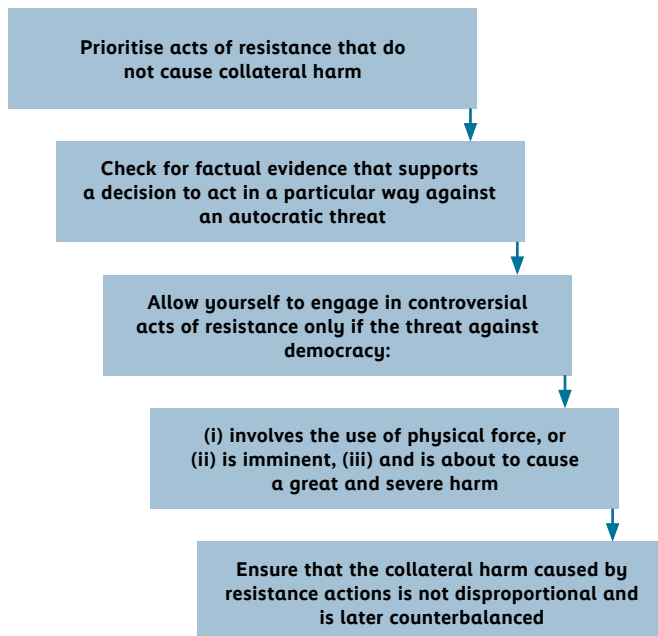 Prioritise acts of resistance that do
not cause collateral harm
Check for factual evidence that supports
a decision to act in a particular way against
an autocratic threat
Allow yourself to engage in controversial
acts of resistance only if the threat against
democracy:
(i) involves the use of physical force, or
(ii) is imminent, (iii) and is about to cause
a great and severe harm
Ensure that the collateral harm caused by
resistance actions is not disproportional and
is later counterbalanced